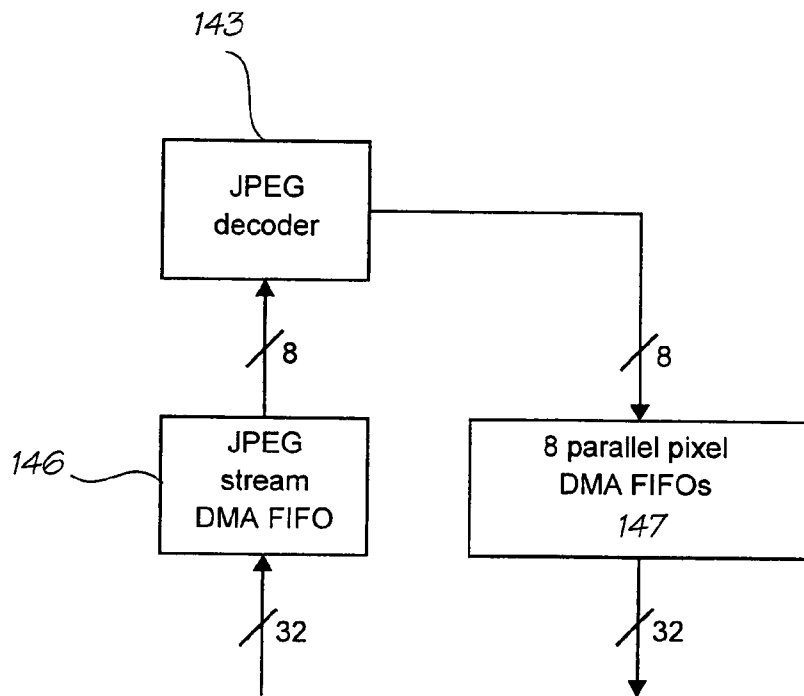 143
JPEG
decoder
8
8
146
JPEG
stream
DMA FIFO
8 parallel pixel
DMA FIFOs
147
32
32